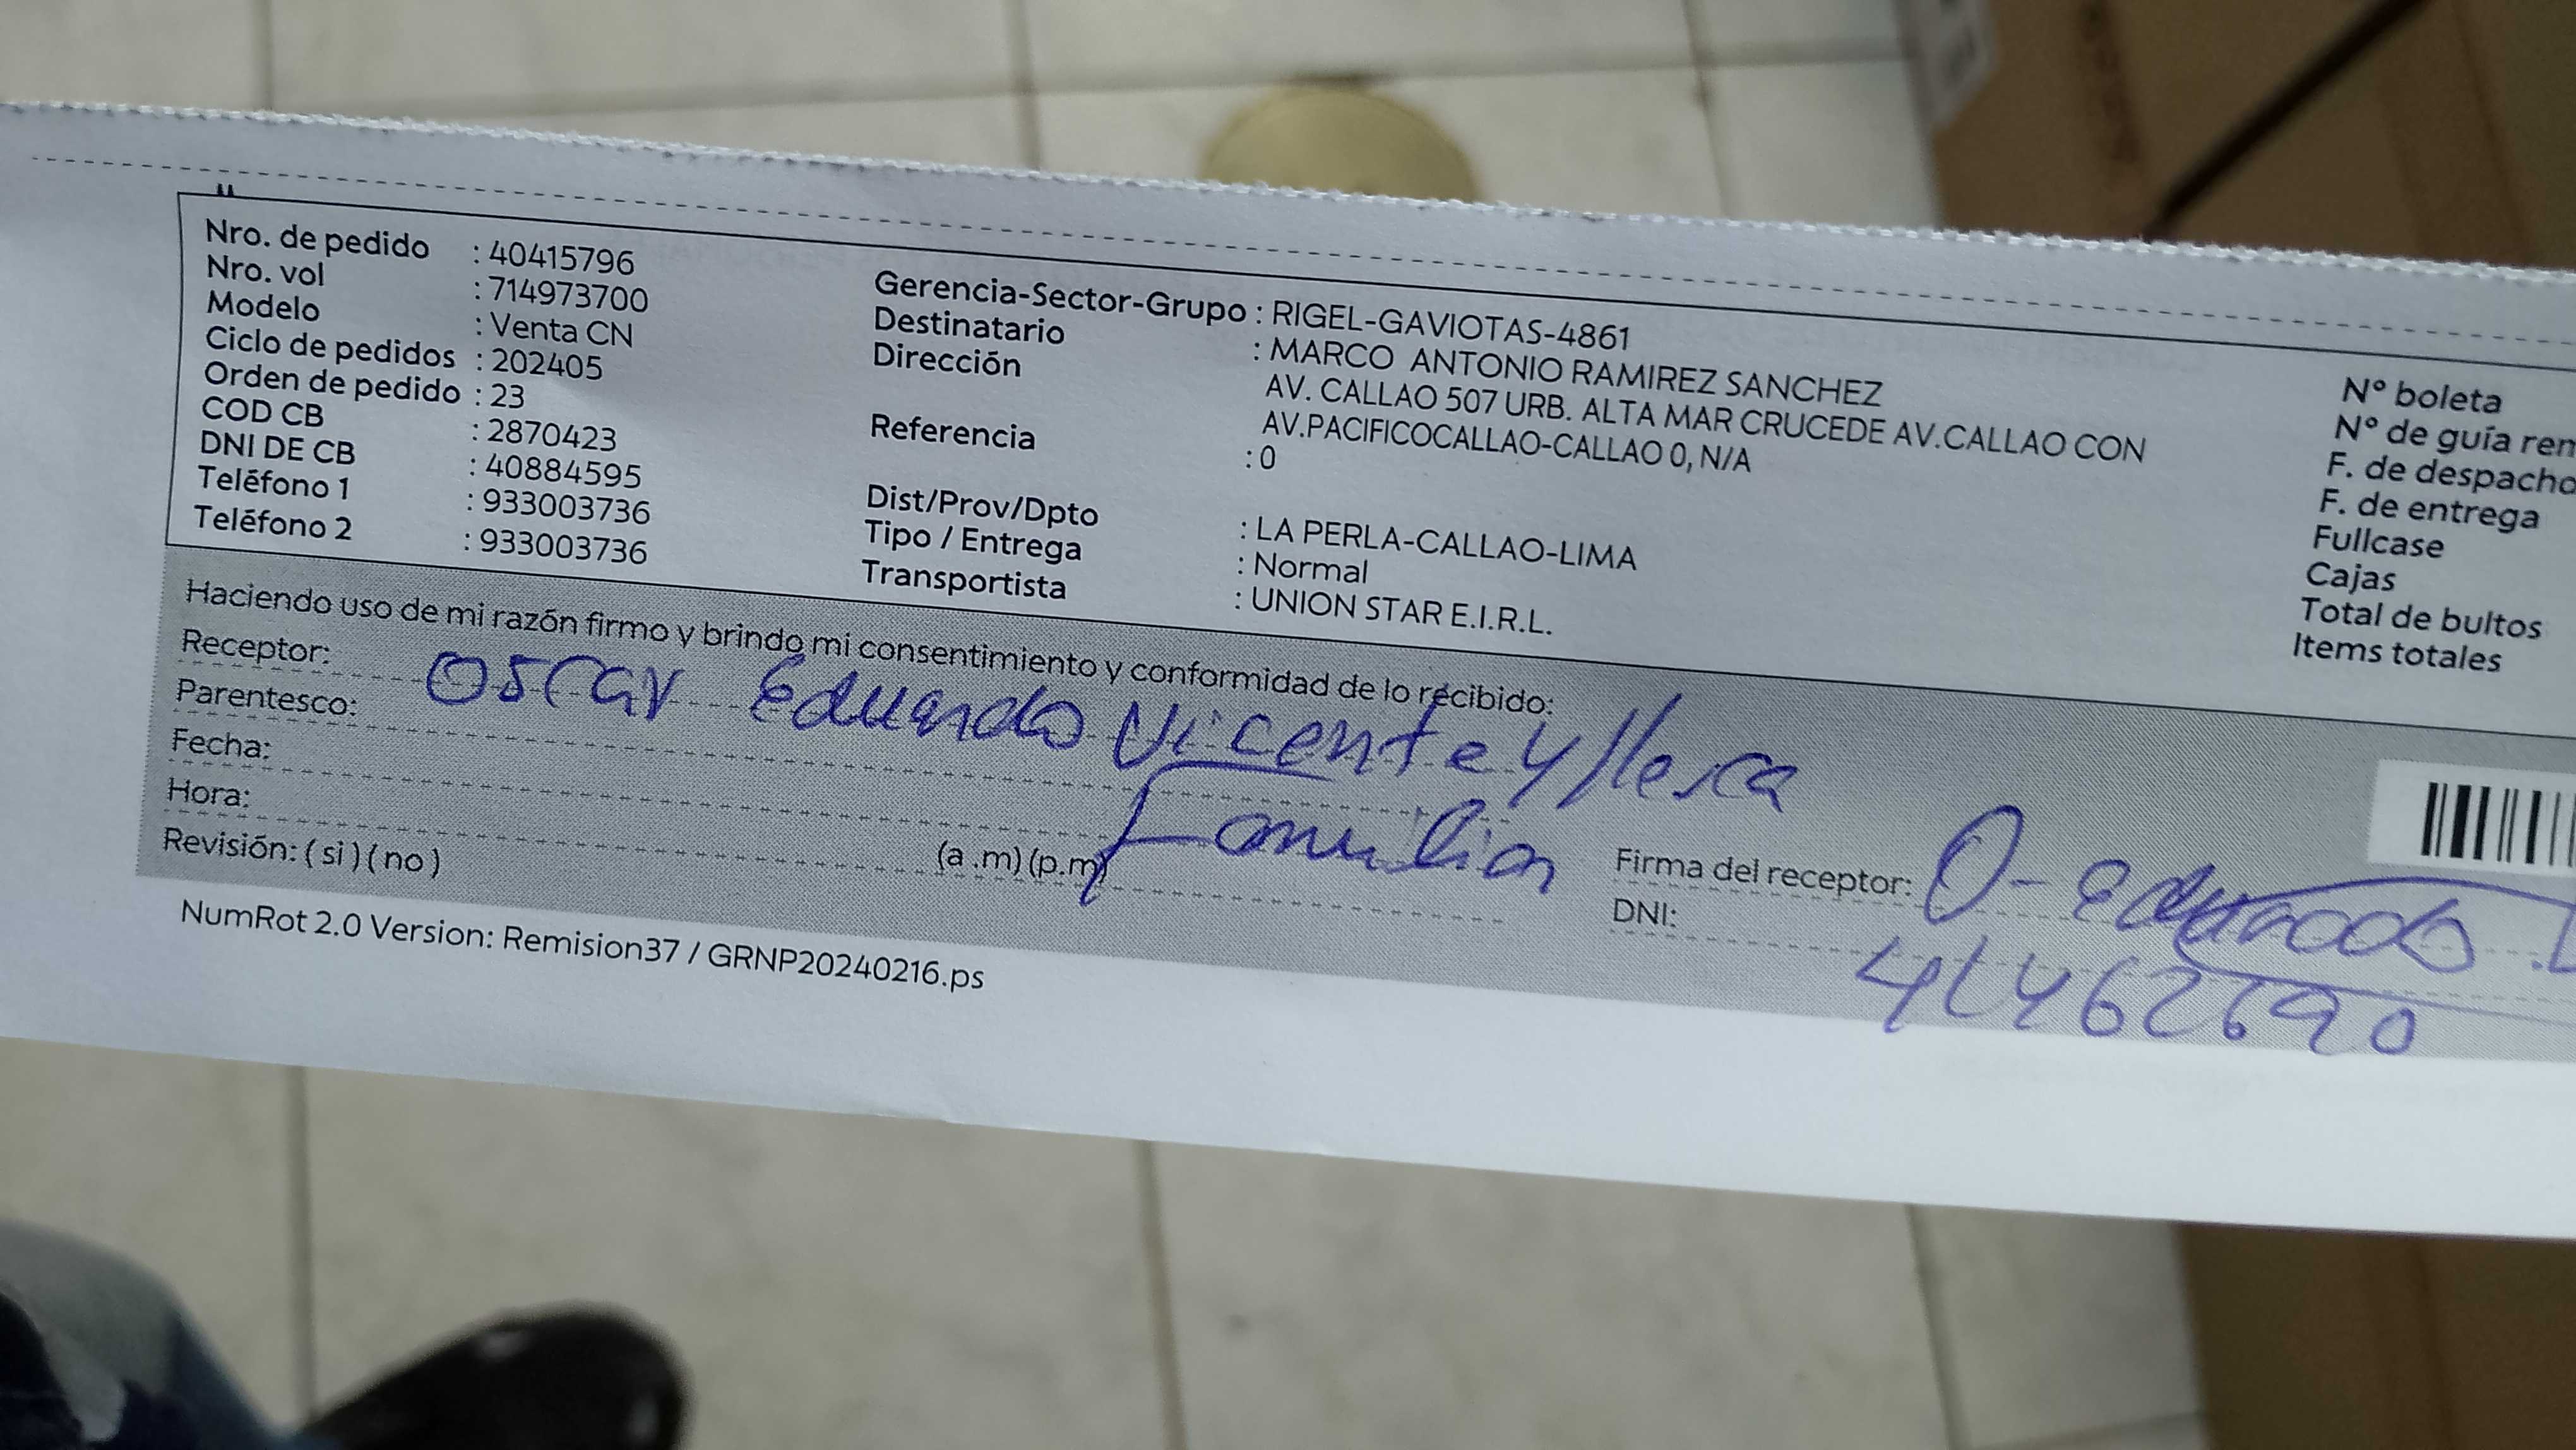 Nro. de pedido : 40415796
Nro. vol : 714973700
Modelo : Venta CN
Ciclo de pedidos : 202405
Orden de pedido : 23
COD CB : 2870423
DNI DE CB : 40884595
Teléfono 1 : 933003736
Teléfono 2 : 933003736
Gerencia-Sector-Grupo : RIGEL-GAVIOTAS-4861
Destinatario : MARCO ANTONIO RAMIREZ SANCHEZ
Dirección AV. CALLAO 507 URB. ALTA MAR CRUCEDE AV.CALLAO CON
AV.PACIFICOCALLAO-CALLAO 0, N/A
Referencia : 0
Dist/Prov/Dpto : LA PERLA-CALLAO-LIMA
Tipo / Entrega : Normal
Transportista : UNION STAR E.I.R.L.
N° boleta
N° de guía rem
F. de despacho
F. de entrega
Fullcase
Cajas
Total de bultos
Items totales
Haciendo uso de mi razón firmo y brindo mi consentimiento y conformidad de lo recibido:
Receptor: Oscar Eduardo Vicente Yllesca
Parentesco: Familiar
Fecha:
Hora: (a .m) (p.m)
Revisión: ( si ) ( no )
Firma del receptor: O- Eduardo
DNI:
NumRot 2.0 Version: Remision37 / GRNP20240216.ps